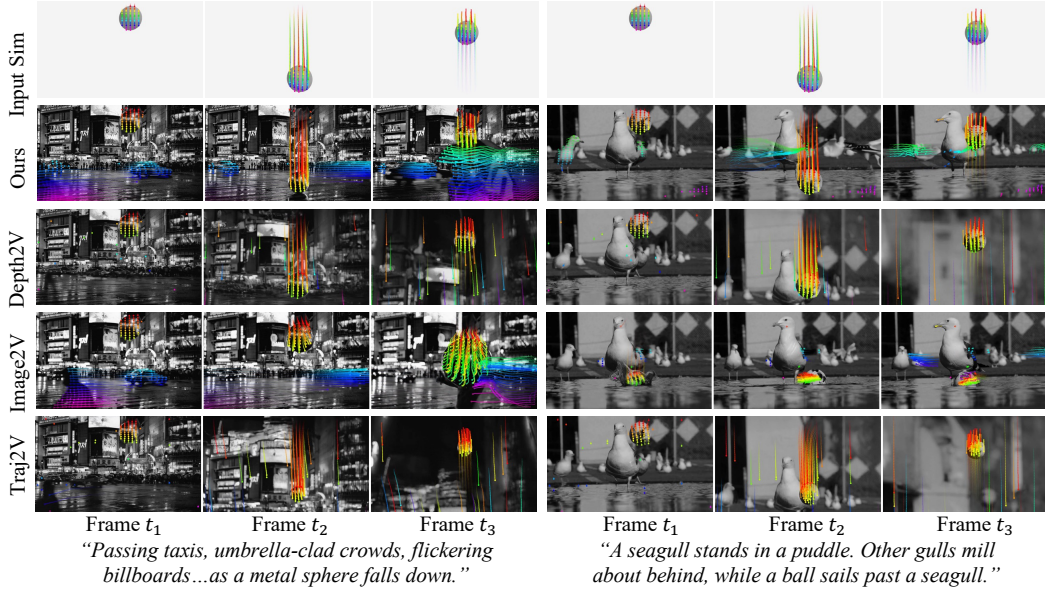 Input Sim
Ours
Depth2V
Image2V
Traj2V
Frame t₁
Frame t₂
Frame t₃
Frame t₁
Frame t₂
Frame t₃
“Passing taxis, umbrella-clad crowds, flickering
billboards...as a metal sphere falls down.”
“A seagull stands in a puddle. Other gulls mill
about behind, while a ball sails past a seagull.”